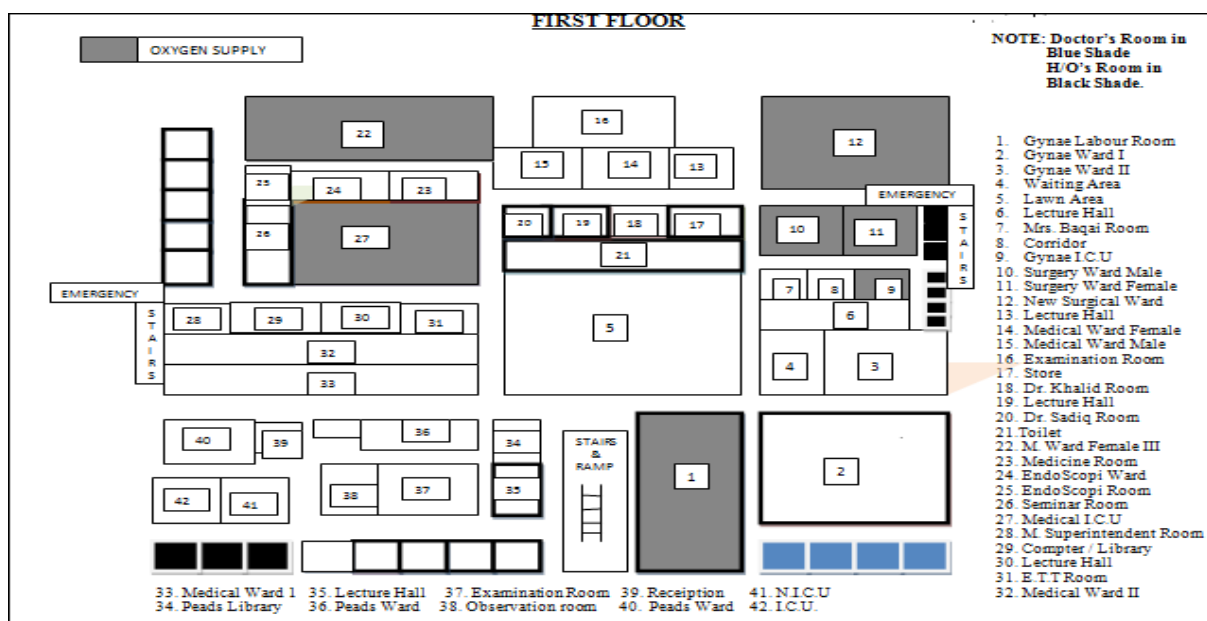 FIRST FLOOR
OXYGEN SUPPLY
NOTE: Doctor's Room in
Blue Shade
H/O's Room in
Black Shade.
22
16
12
15
14
13
25
24
23
EMERGENCY
STAIRS
20
19
18
17
10
11
26
27
21
7
8
9
EMERGENCY
STAIRS
28
29
30
31
5
6
32
4
3
33
40
39
36
34
STAIRS
&
RAMP
1
2
42
41
38
37
35
1. Gynae Labour Room
2. Gynae Ward I
3. Gynae Ward II
4. Waiting Area
5. Lawn Area
6. Lecture Hall
7. Mrs. Baqai Room
8. Corridor
9. Gynae I.C.U
10. Surgery Ward Male
11. Surgery Ward Female
12. New Surgical Ward
13. Lecture Hall
14. Medical Ward Female
15. Medical Ward Male
16. Examination Room
17. Store
18. Dr. Khalid Room
19. Lecture Hall
20. Dr. Sadiq Room
21.Toilet
22. M. Ward Female III
23. Medicine Room
24. EndoScopi Ward
25. EndoScopi Room
26. Seminar Room
27. Medical I.C.U
28. M. Superintendent Room
29. Compter / Library
30. Lecture Hall
31. E.T.T Room
32. Medical Ward II
33. Medical Ward 1 35. Lecture Hall 37. Examination Room 39. Receiption 41. N.I.C.U
34. Peads Library 36. Peads Ward 38. Observation room 40. Peads Ward 42. I.C.U.